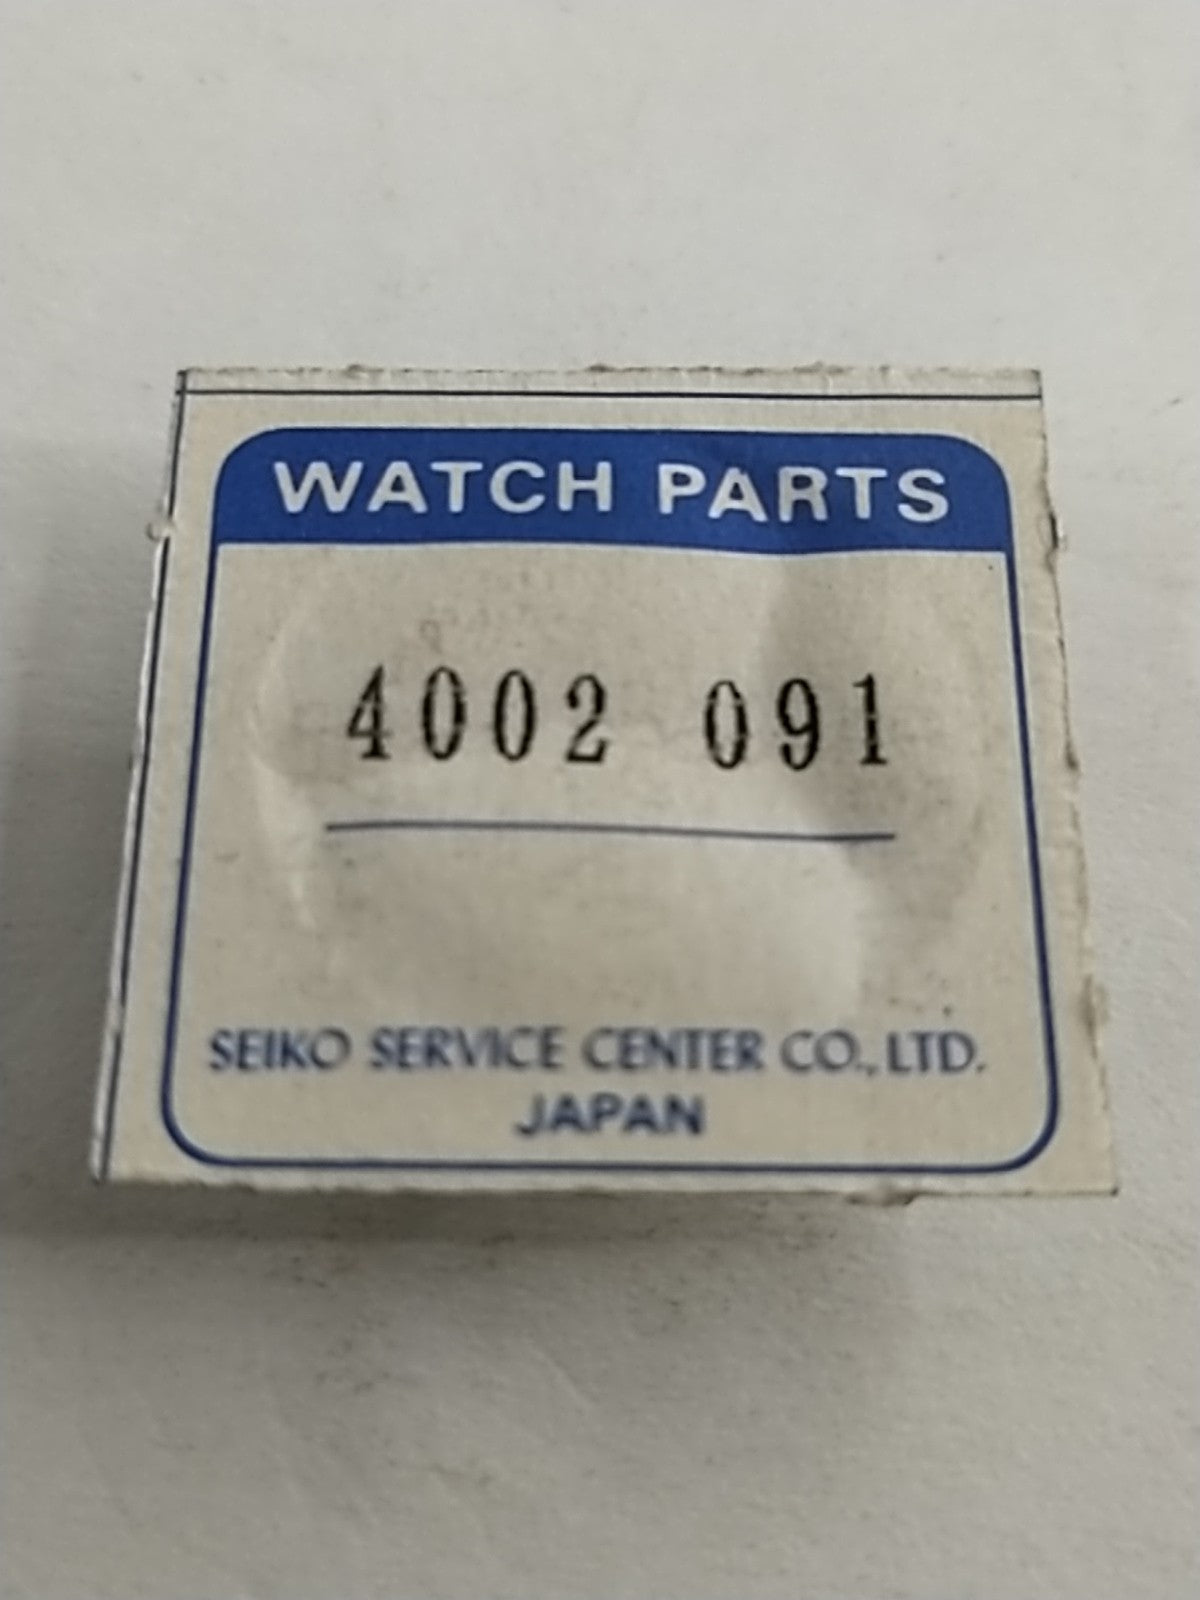 WATCH PARTS
4002 091
SEIKO SERVICE CENTER CO., LTD.
JAPAN